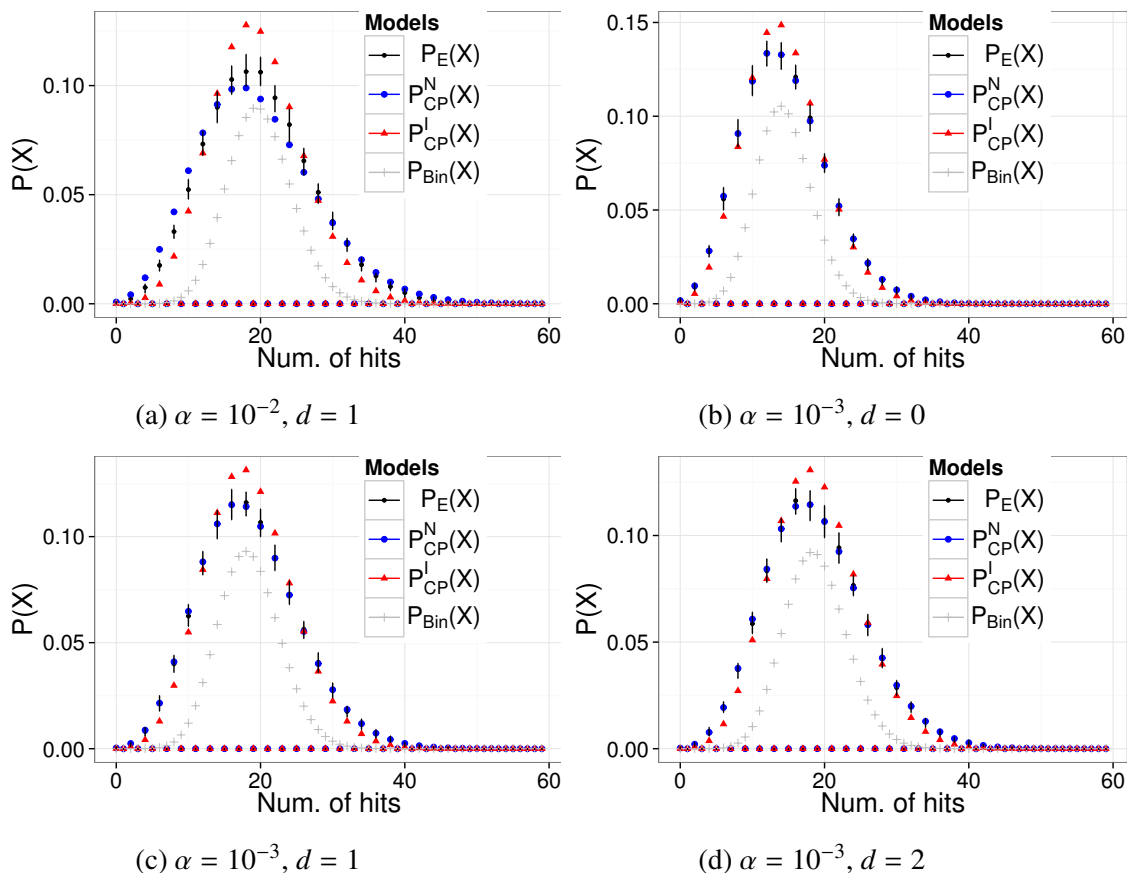 Models
P_E(X)
P^N_CP(X)
P^I_CP(X)
P_Bin(X)
P(X)
0.10
0.05
0.00
0 20 40 60
Num. of hits
(a) α = 10⁻², d = 1
Models
P_E(X)
P^N_CP(X)
P^I_CP(X)
P_Bin(X)
P(X)
0.15
0.10
0.05
0.00
0 20 40 60
Num. of hits
(b) α = 10⁻³, d = 0
Models
P_E(X)
P^N_CP(X)
P^I_CP(X)
P_Bin(X)
P(X)
0.10
0.05
0.00
0 20 40 60
Num. of hits
(c) α = 10⁻³, d = 1
Models
P_E(X)
P^N_CP(X)
P^I_CP(X)
P_Bin(X)
P(X)
0.10
0.05
0.00
0 20 40 60
Num. of hits
(d) α = 10⁻³, d = 2